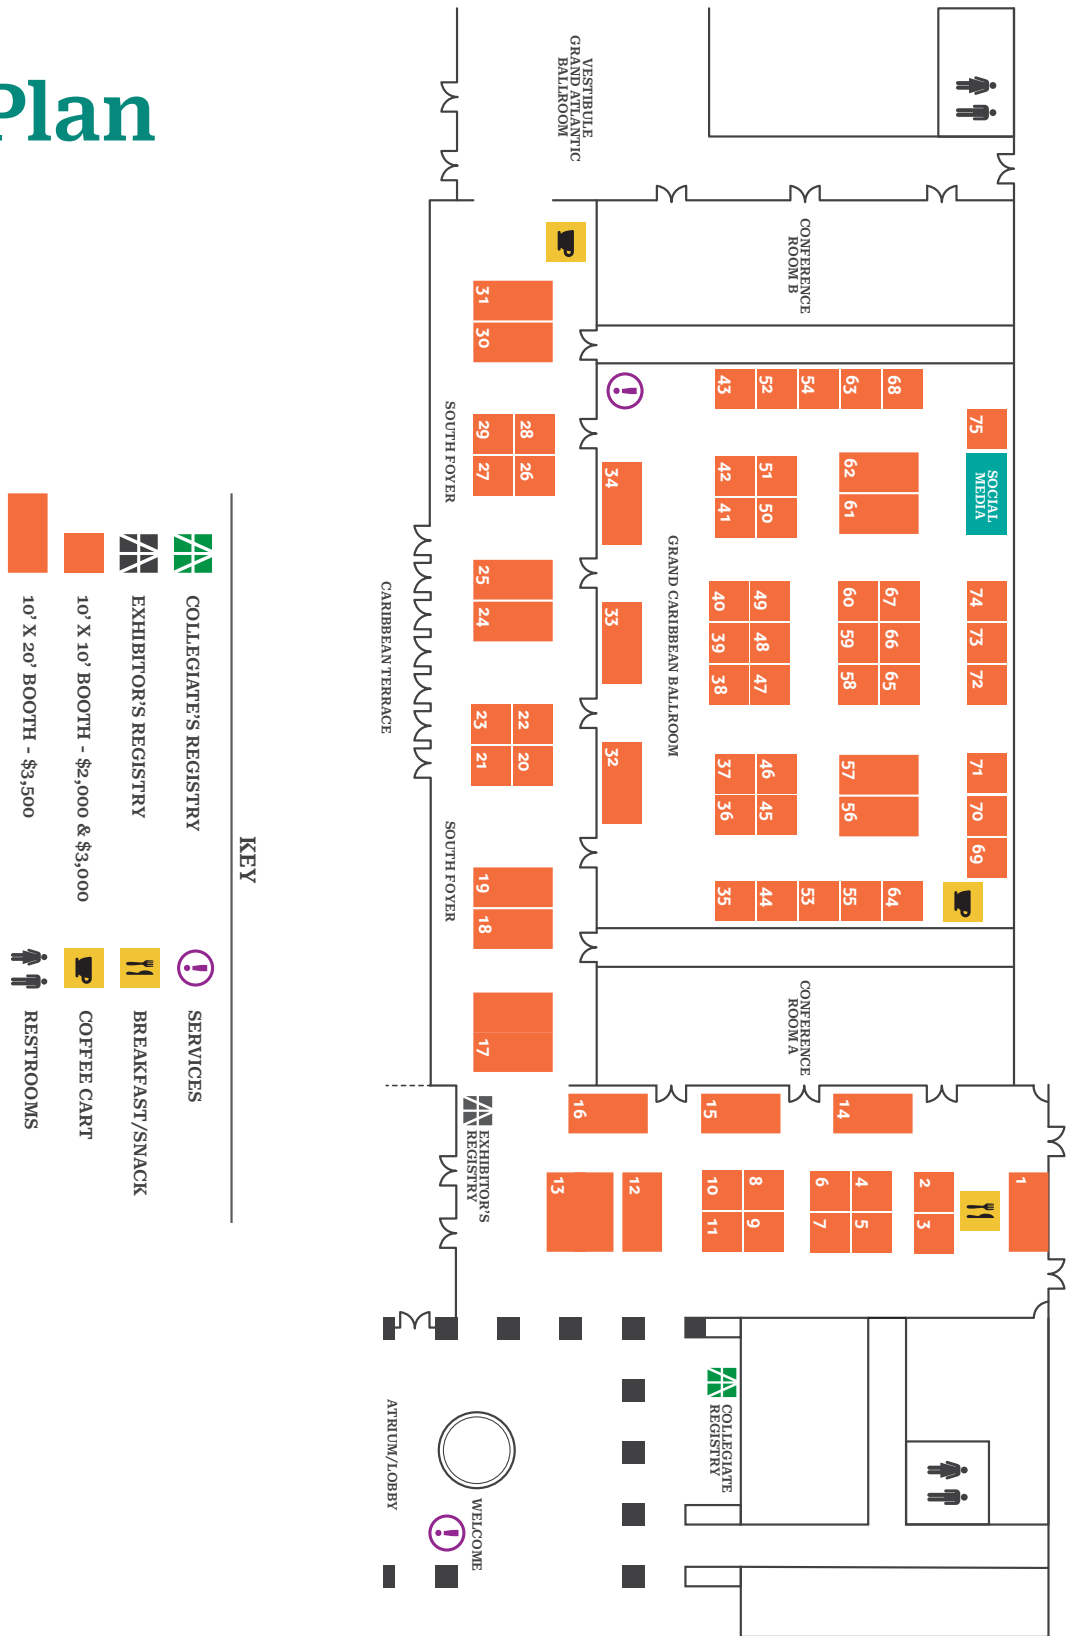 Plan
VESTIBULE
GRAND ATLANTIC
BALLROOM
CONFERENCE
ROOM B
31
30
SOUTH FOYER
29
28
27
26
25
24
CARIBBEAN TERRACE
23
22
21
20
SOUTH FOYER
19
18
17
34
33
32
GRAND CARIBBEAN BALLROOM
43
52
54
63
68
75
SOCIAL
MEDIA
42
51
41
50
62
61
40
49
39
48
38
47
60
67
59
66
58
65
74
73
72
37
46
36
45
57
56
71
70
69
35
44
53
55
64
CONFERENCE
ROOM A
EXHIBITOR'S
REGISTRY
16
15
14
13
12
10
8
11
9
6
4
7
5
2
3
1
COLLEGIATE
REGISTRY
ATRIUM/LOBBY
WELCOME
KEY
COLLEGIATE'S REGISTRY
EXHIBITOR'S REGISTRY
10' X 10' BOOTH - $2,000 & $3,000
10' X 20' BOOTH - $3,500
SERVICES
BREAKFAST/SNACK
COFFEE CART
RESTROOMS